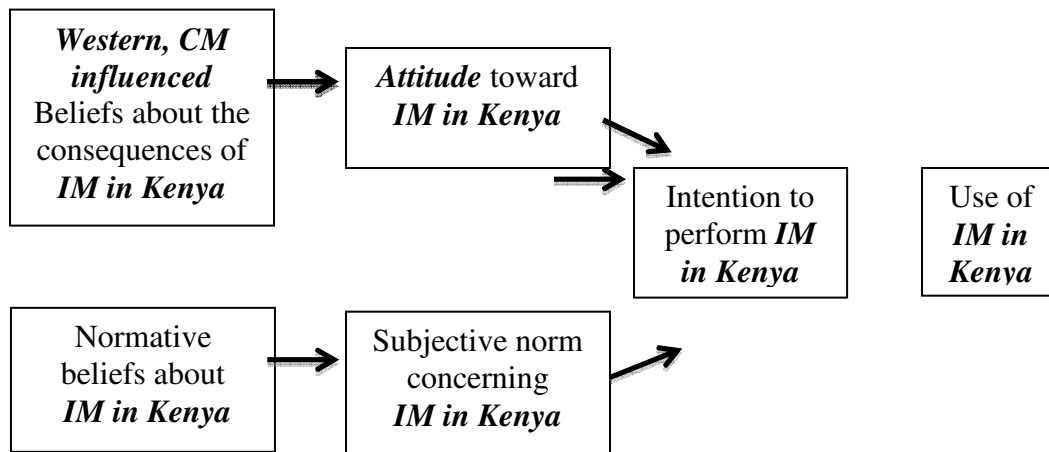 Western, CM
influenced
Beliefs about the
consequences of
IM in Kenya
Attitude toward
IM in Kenya
Intention to
perform IM
in Kenya
Use of
IM in
Kenya
Normative
beliefs about
IM in Kenya
Subjective norm
concerning
IM in Kenya